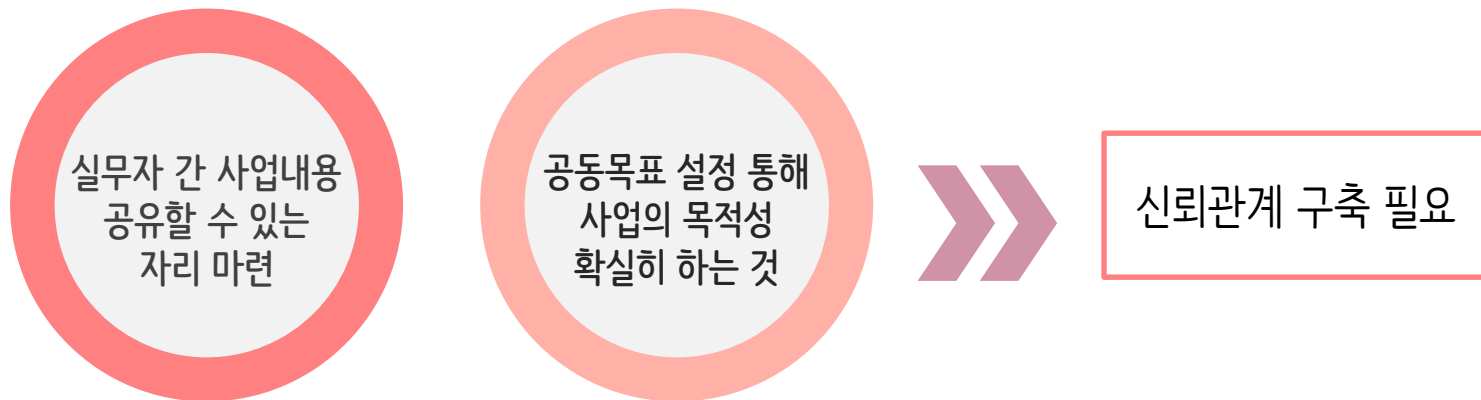 실무자 간 사업내용
공유할 수 있는
자리 마련
공동목표 설정 통해
사업의 목적성
확실히 하는 것
신뢰관계 구축 필요